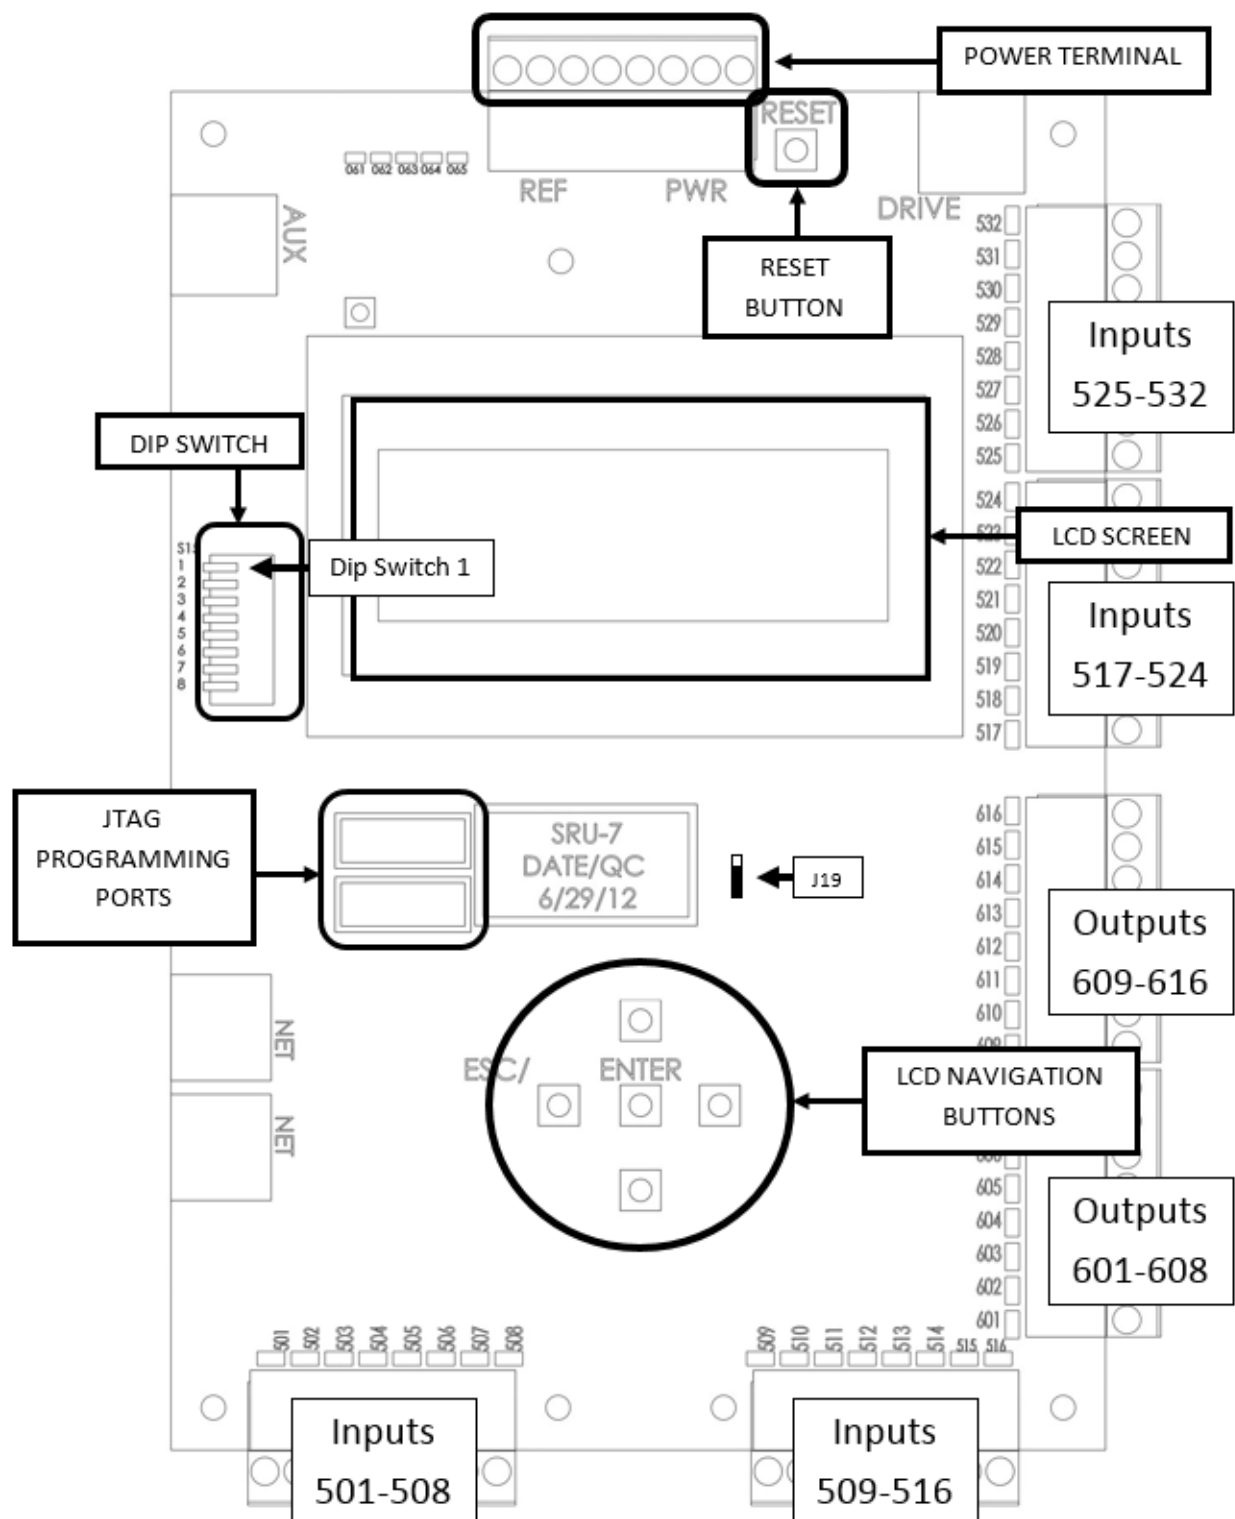 POWER TERMINAL
RESET
061 062 063 064 065
REF
PWR
DRIVE
AUX
RESET
BUTTON
532
531
530
529
528
527
526
525
Inputs
525-532
DIP SWITCH
524
523
522
521
520
519
518
517
LCD SCREEN
Inputs
517-524
1
2
3
4
5
6
7
8
Dip Switch 1
JTAG
PROGRAMMING
PORTS
SRU-7
DATE/QC
6/29/12
J19
616
615
614
613
612
611
610
609
Outputs
609-616
NET
NET
ESC/
ENTER
LCD NAVIGATION
BUTTONS
605
604
603
602
601
Outputs
601-608
501 502 503 504 505 506 507 508
509 510 511 512 513 514 515 516
Inputs
501-508
Inputs
509-516